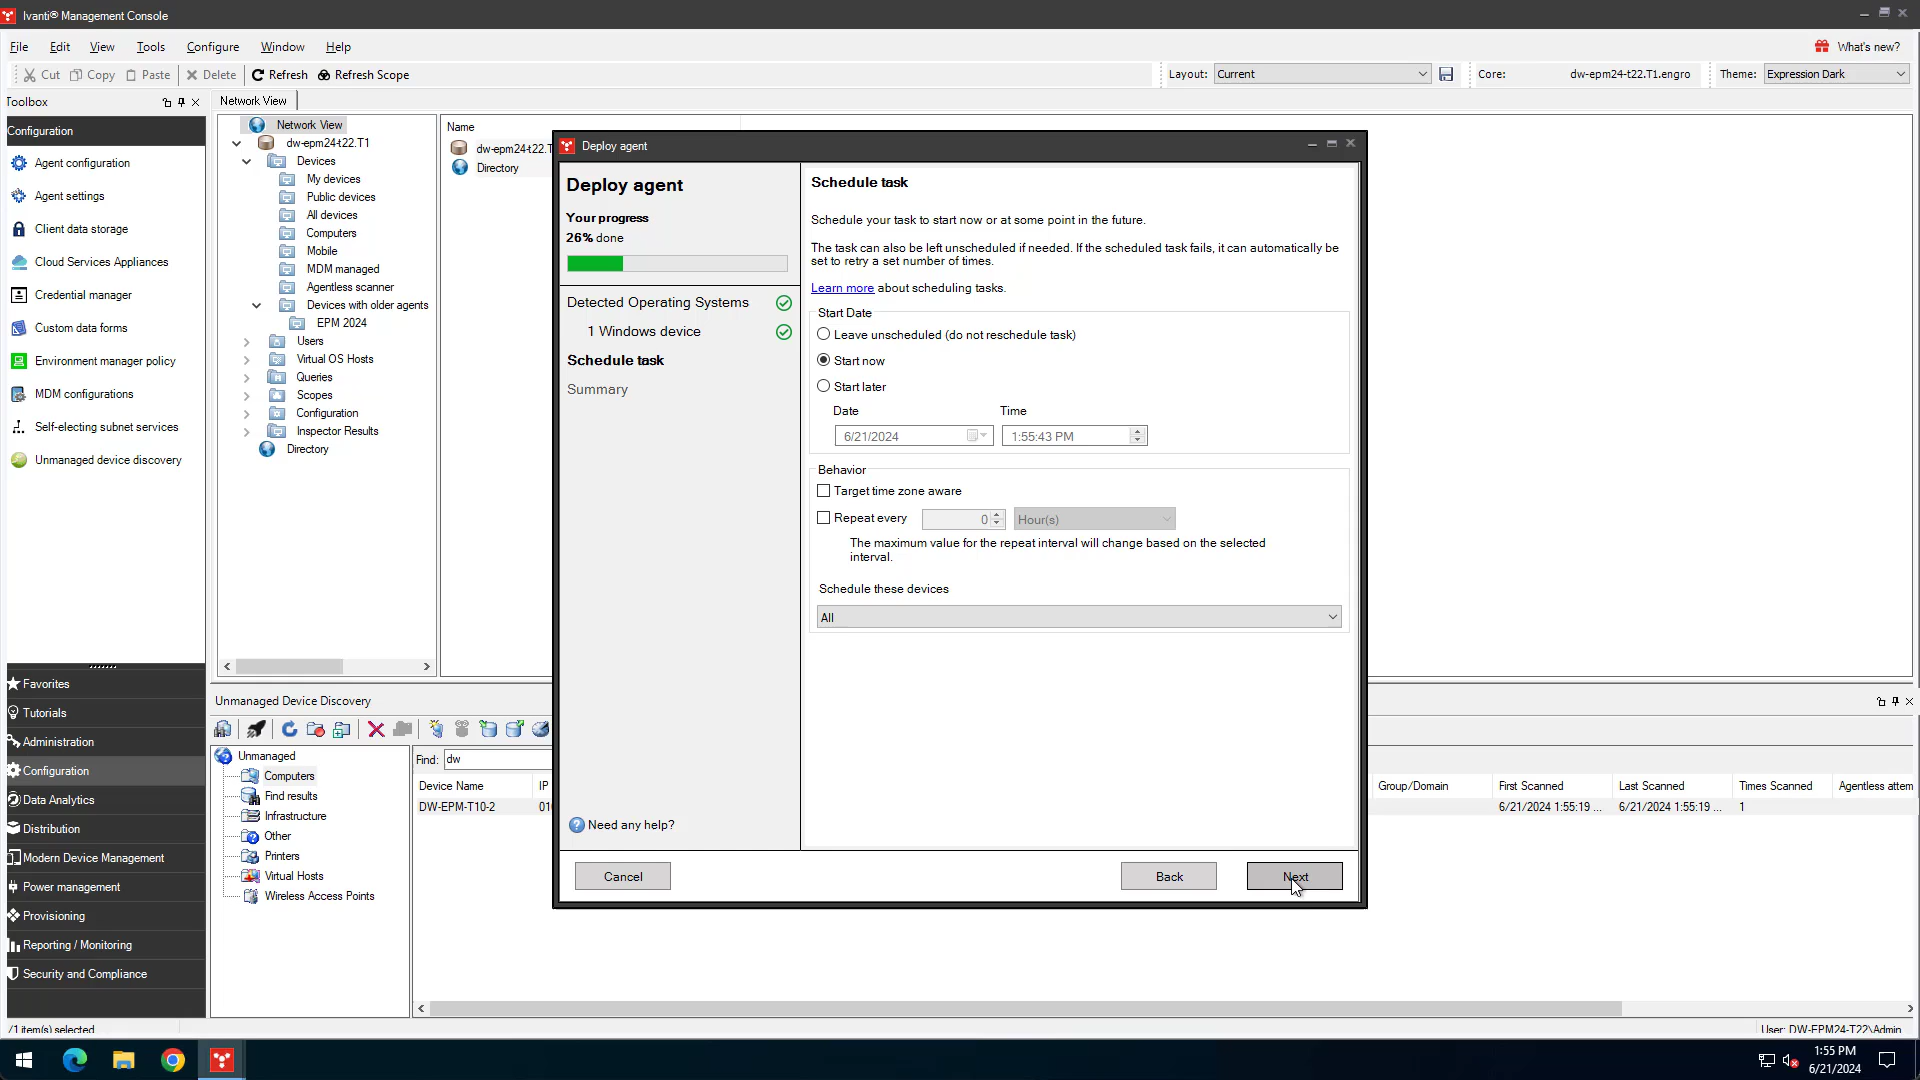 Ivanti® Management Console
File Edit View Tools Configure Window Help
What's new?
Cut Copy Paste Delete Refresh Refresh Scope
Layout: Current
Core: dw-epm24-t22.T1.engro
Theme: Expression Dark
Toolbox
Configuration
Agent configuration
Agent settings
Client data storage
Cloud Services Appliances
Credential manager
Custom data forms
Environment manager policy
MDM configurations
Self-electing subnet services
Unmanaged device discovery
Favorites
Tutorials
Administration
Configuration
Data Analytics
Distribution
Modern Device Management
Power management
Provisioning
Reporting / Monitoring
Security and Compliance
Network View
Network View
dw-epm24-t22.T1
Devices
My devices
Public devices
All devices
Computers
Mobile
MDM managed
Agentless scanner
Devices with older agents
EPM 2024
Users
Virtual OS Hosts
Queries
Scopes
Configuration
Inspector Results
Directory
Name
dw-epm24-t22.T
Directory
Deploy agent
Deploy agent
Your progress
26% done
Detected Operating Systems
1 Windows device
Schedule task
Summary
Need any help?
Schedule task
Schedule your task to start now or at some point in the future.
The task can also be left unscheduled if needed. If the scheduled task fails, it can automatically be
set to retry a set number of times.
Learn more about scheduling tasks.
Start Date
Leave unscheduled (do not reschedule task)
Start now
Start later
Date Time
6/21/2024 1:55:43 PM
Behavior
Target time zone aware
Repeat every 0 Hour(s)
The maximum value for the repeat interval will change based on the selected
interval.
Schedule these devices
All
Cancel Back Next
Unmanaged Device Discovery
Unmanaged
Computers
Find results
Infrastructure
Other
Printers
Virtual Hosts
Wireless Access Points
Find: dw
Device Name IP Group/Domain First Scanned Last Scanned Times Scanned Agentless attem
DW-EPM-T10-2 01 6/21/2024 1:55:19 ... 6/21/2024 1:55:19 ... 1
/1 item(s) selected
User: DW-EPM24-T22\Admin
1:55 PM
6/21/2024